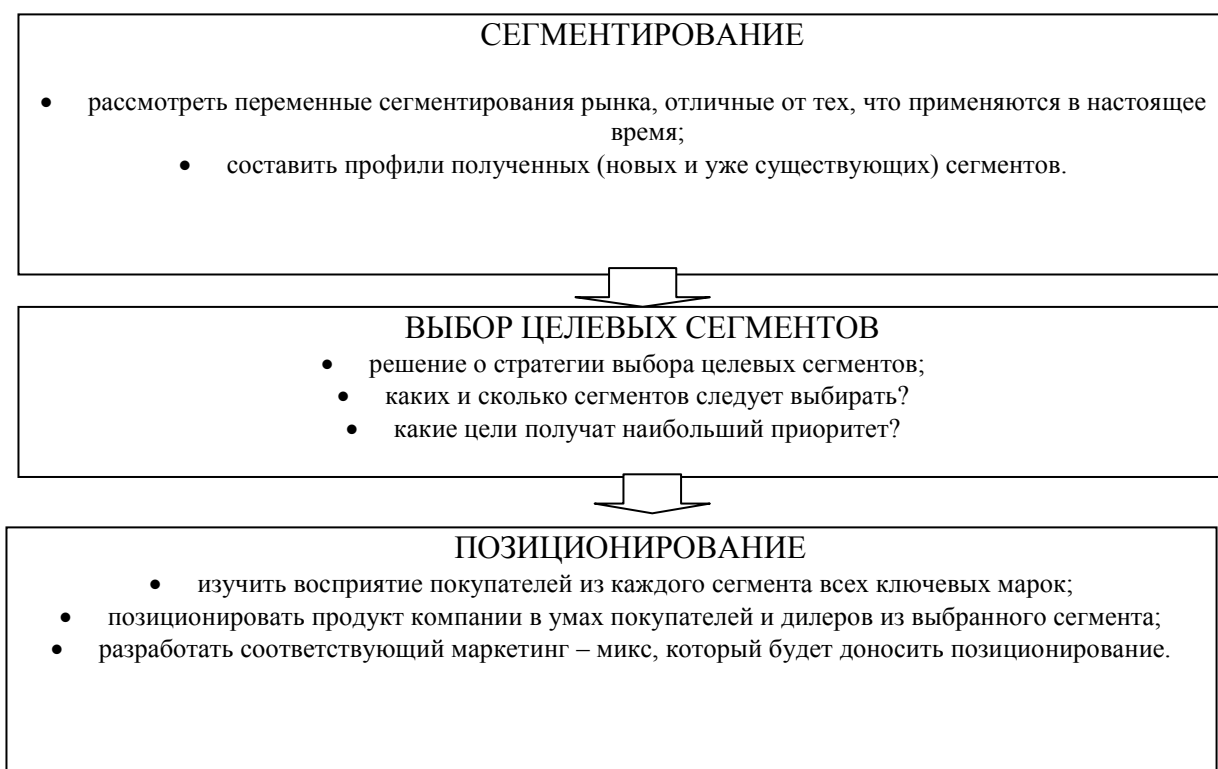 СЕГМЕНТИРОВАНИЕ
• рассмотреть переменные сегментирования рынка, отличные от тех, что применяются в настоящее
время;
• составить профили полученных (новых и уже существующих) сегментов.
ВЫБОР ЦЕЛЕВЫХ СЕГМЕНТОВ
• решение о стратегии выбора целевых сегментов;
• каких и сколько сегментов следует выбирать?
• какие цели получат наибольший приоритет?
ПОЗИЦИОНИРОВАНИЕ
• изучить восприятие покупателей из каждого сегмента всех ключевых марок;
• позиционировать продукт компании в умах покупателей и дилеров из выбранного сегмента;
• разработать соответствующий маркетинг – микс, который будет доносить позиционирование.